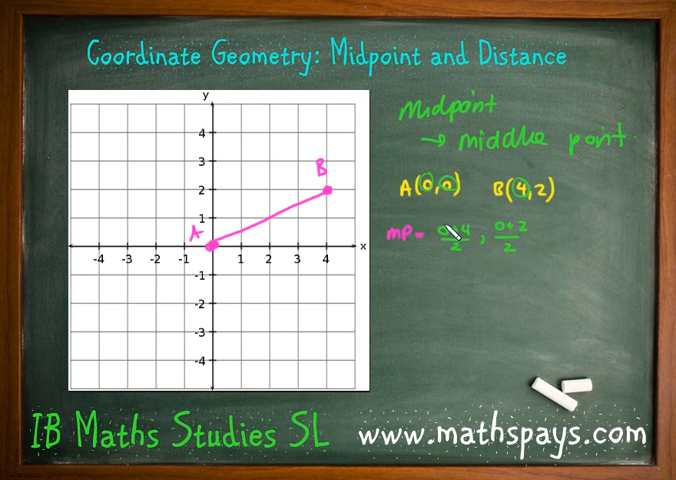 Coordinate Geometry: Midpoint and Distance
Midpoint
→ middle point
y
4
3
2
1
-4 -3 -2 -1 0 1 2 3 4 x
-1
-2
-3
-4
A
B
A(0,0) B(4,2)
MP = 0+4/2 , 0+2/2
IB Maths Studies SL www.mathspays.com